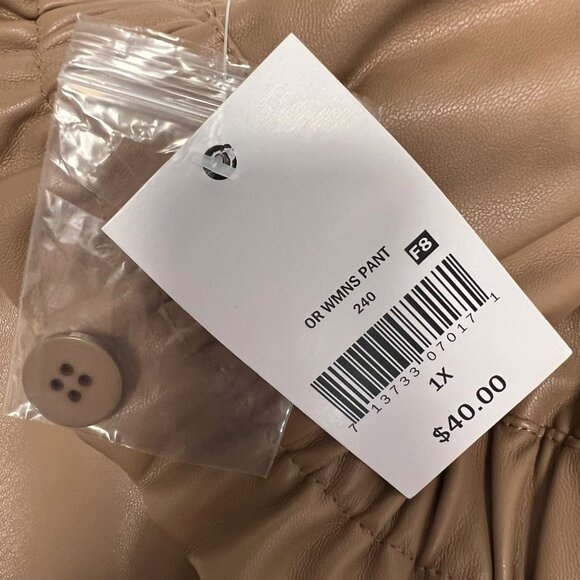 F8
OR WMNS PANT
240
7 13733 07017 1
1X
$40.00